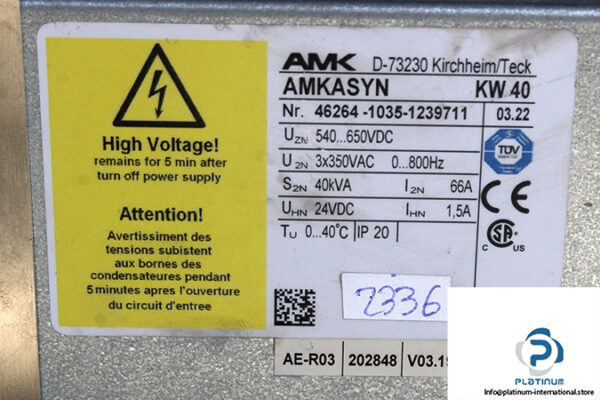 High Voltage!
remains for 5 min after
turn off power supply
Attention!
Avertissiment des
tensions subsistent
aux bornes des
condensateures pendant
5 minutes apres l'ouverture
du circuit d'entree
AMK D-73230 Kirchheim/Teck
AMKASYN KW 40
Nr. 46264 -1035-1239711 03.22
UZN 540...650VDC
U2N 3x350VAC 0...800Hz
S2N 40kVA I2N 66A
UHN 24VDC IHN 1,5A
TU 0...40°C IP 20
TÜV
CE
C SA US
2336
AE-R03 202848
PLATINUM
Info@platinum-international.store